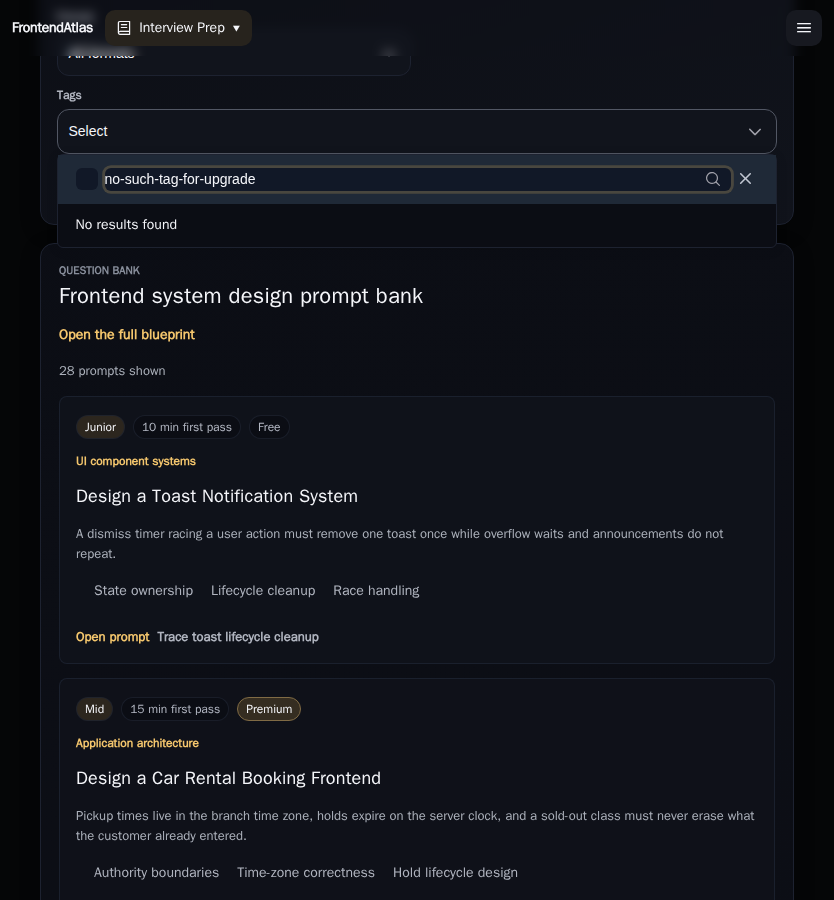 FrontendAtlas
Interview Prep ▾
All formats
Tags
Select
no-such-tag-for-upgrade
No results found
QUESTION BANK
Frontend system design prompt bank
Open the full blueprint
28 prompts shown
Junior 10 min first pass Free
UI component systems
Design a Toast Notification System
A dismiss timer racing a user action must remove one toast once while overflow waits and announcements do not
repeat.
State ownership Lifecycle cleanup Race handling
Open prompt Trace toast lifecycle cleanup
Mid 15 min first pass Premium
Application architecture
Design a Car Rental Booking Frontend
Pickup times live in the branch time zone, holds expire on the server clock, and a sold-out class must never erase what
the customer already entered.
Authority boundaries Time-zone correctness Hold lifecycle design